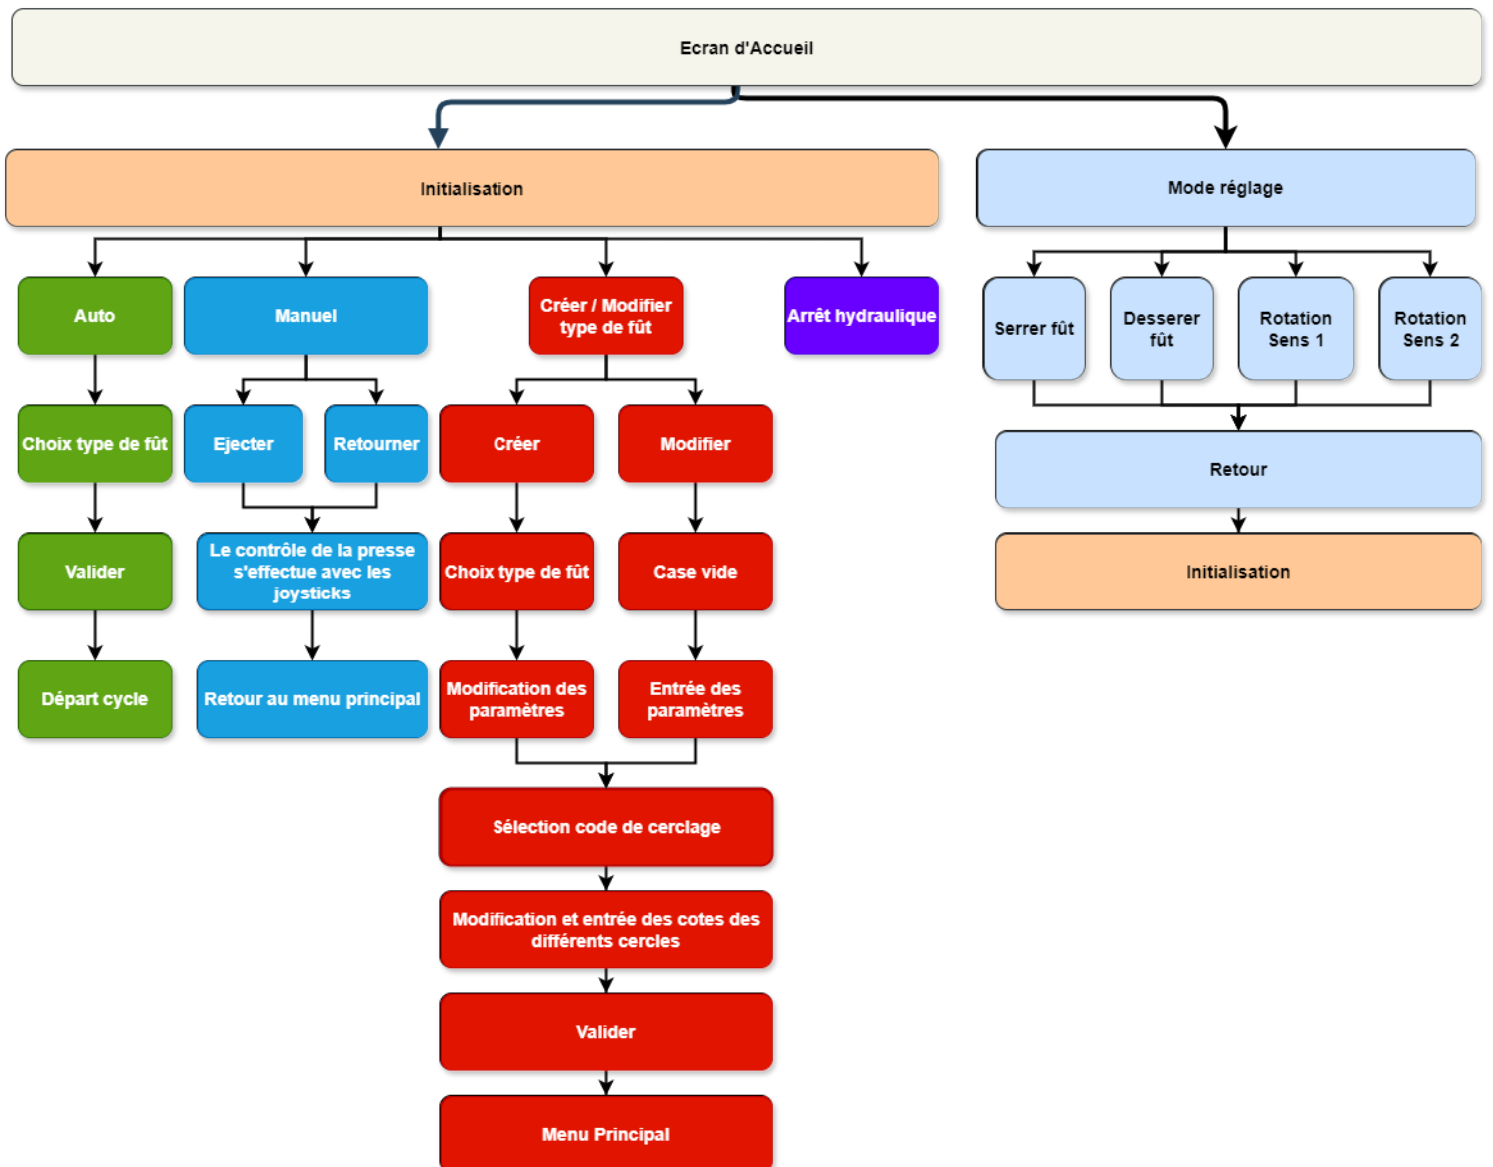 Ecran d'Accueil
Initialisation
Mode réglage
Auto
Manuel
Créer / Modifier
type de fût
Arrêt hydraulique
Serrer fût
Desserer
fût
Rotation
Sens 1
Rotation
Sens 2
Choix type de fût
Ejecter
Retourner
Créer
Modifier
Retour
Valider
Le contrôle de la presse
s'effectue avec les
joysticks
Choix type de fût
Case vide
Initialisation
Départ cycle
Retour au menu principal
Modification des
paramètres
Entrée des
paramètres
Sélection code de cerclage
Modification et entrée des cotes des
différents cercles
Valider
Menu Principal